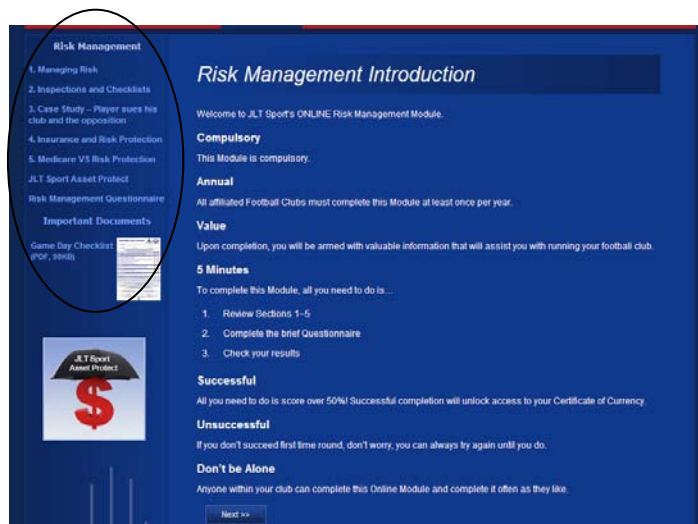 Risk Management
1. Managing Risk
2. Inspections and Checklists
3. Case Study – Player sues his
club and the opposition
4. Insurance and Risk Protection
5. Medicare VS Risk Protection
JLT Sport Asset Protect
Risk Management Questionnaire
Important Documents
Game Day Checklist
(PDF, 98KB)
JLT Sport
Asset Protect
$
Risk Management Introduction
Welcome to JLT Sport's ONLINE Risk Management Module.
Compulsory
This Module is compulsory.
Annual
All affiliated Football Clubs must complete this Module at least once per year.
Value
Upon completion, you will be armed with valuable information that will assist you with running your football club.
5 Minutes
To complete this Module, all you need to do is…
1. Review Sections 1–5
2. Complete the brief Questionnaire
3. Check your results
Successful
All you need to do is score over 50%! Successful completion will unlock access to your Certificate of Currency.
Unsuccessful
If you don't succeed first time round, don't worry, you can always try again until you do.
Don't be Alone
Anyone within your club can complete this Online Module and complete it often as they like.
Next >>